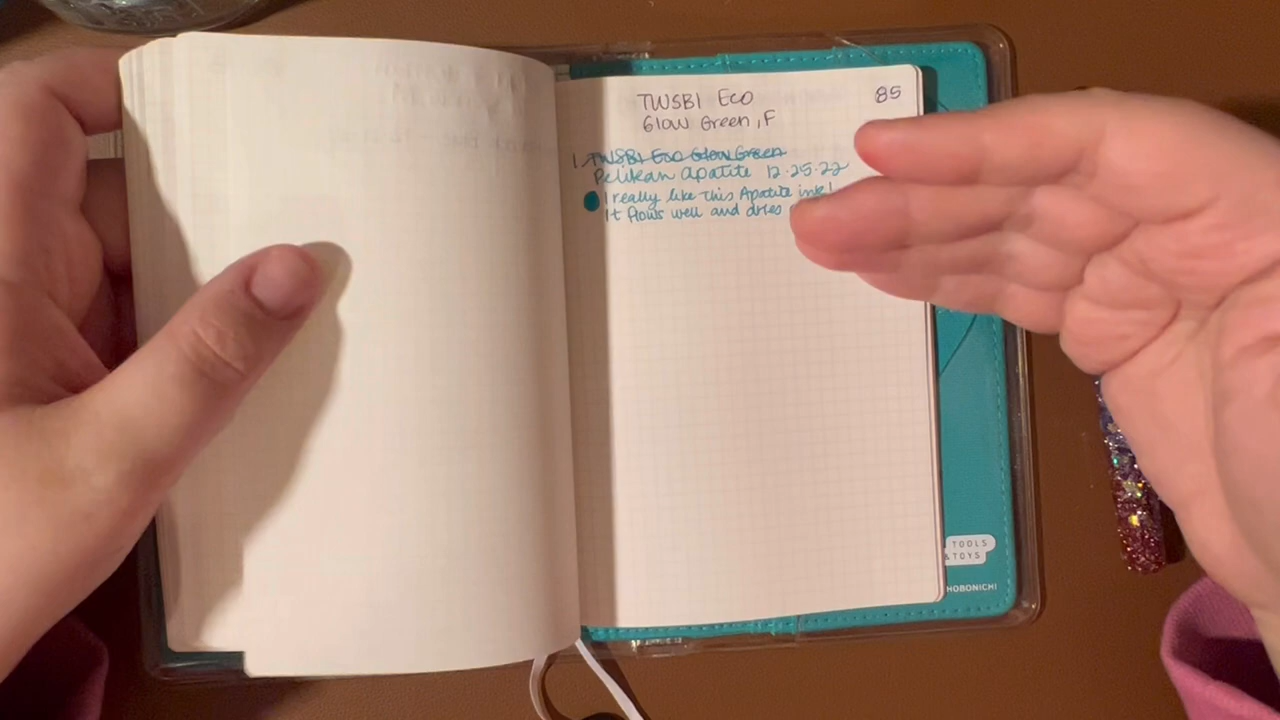 TWSBI Eco
Glow Green, F
85
1. TWSBI Eco Glow Green
Pelikan Apatite 12.25.22
I really like this Apatite ink!
It flows well and dries
TOOLS
& TOYS
HOBONICHI